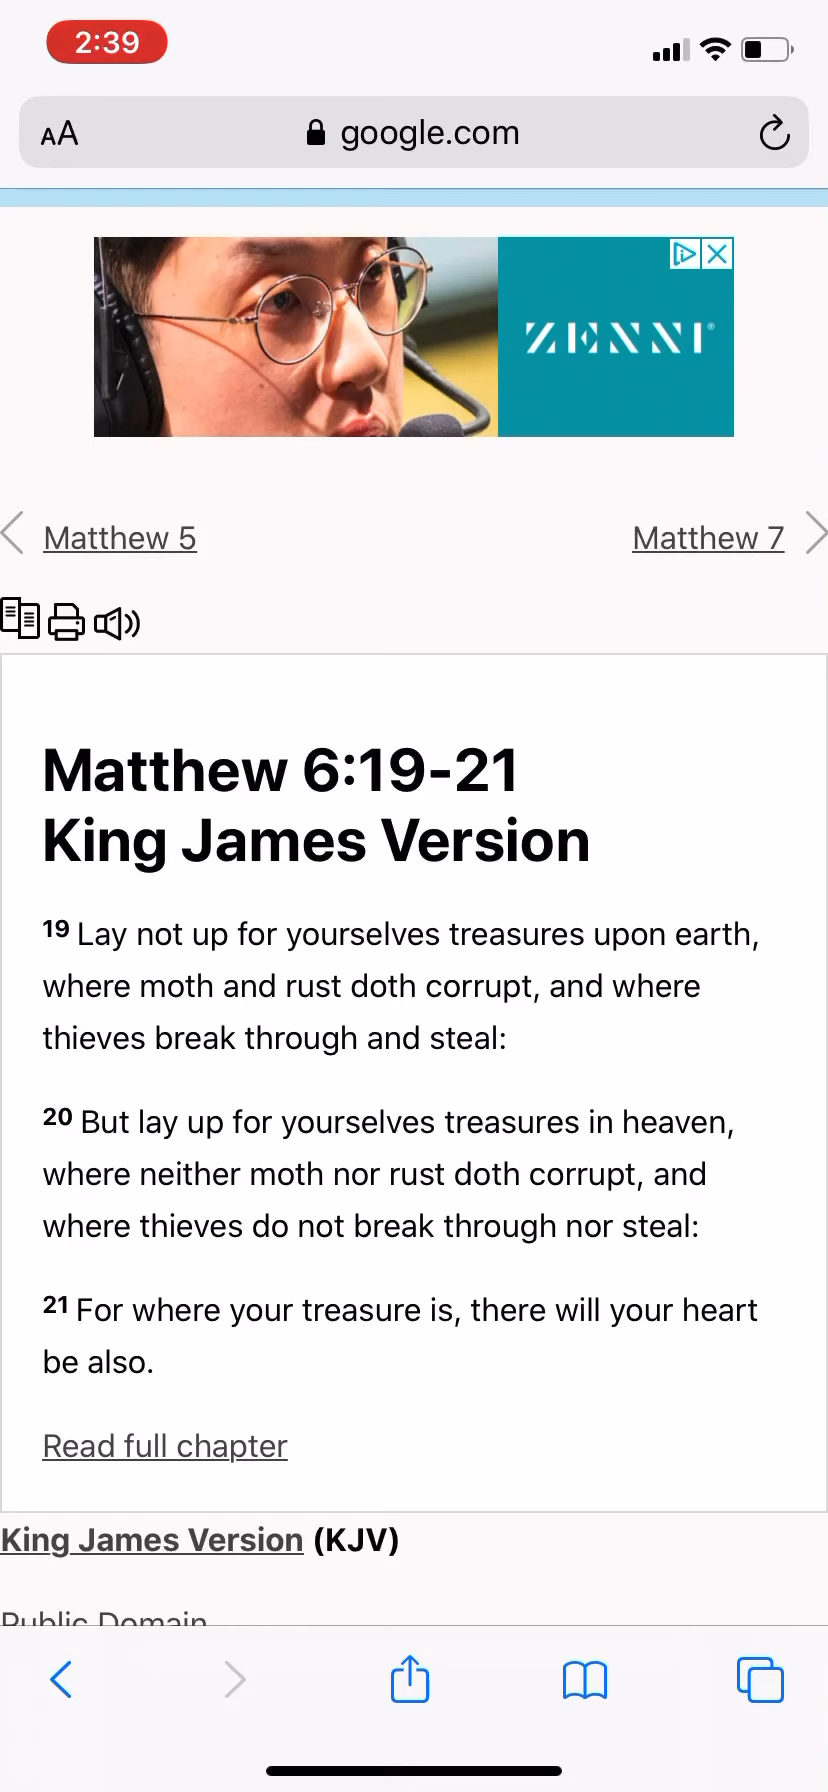 2:39
AA google.com
ZENNI®
Matthew 5 Matthew 7
Matthew 6:19-21
King James Version
19 Lay not up for yourselves treasures upon earth,
where moth and rust doth corrupt, and where
thieves break through and steal:
20 But lay up for yourselves treasures in heaven,
where neither moth nor rust doth corrupt, and
where thieves do not break through nor steal:
21 For where your treasure is, there will your heart
be also.
Read full chapter
King James Version (KJV)
Public Domain